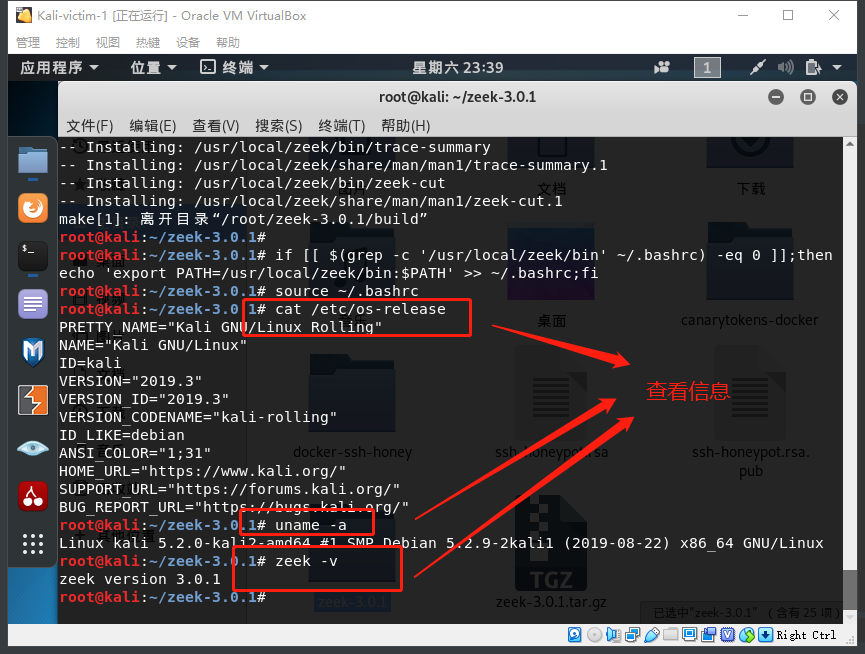 Kali-victim-1 [正在运行] - Oracle VM VirtualBox
管理 控制 视图 热键 设备 帮助
应用程序 位置 终端 星期六 23:39 1
root@kali: ~/zeek-3.0.1
文件(F) 编辑(E) 查看(V) 搜索(S) 终端(T) 帮助(H)
-- Installing: /usr/local/zeek/bin/trace-summary
-- Installing: /usr/local/zeek/share/man/man1/trace-summary.1
-- Installing: /usr/local/zeek/bin/zeek-cut
-- Installing: /usr/local/zeek/share/man/man1/zeek-cut.1
make[1]: 离开目录“/root/zeek-3.0.1/build”
root@kali:~/zeek-3.0.1#
root@kali:~/zeek-3.0.1# if [[ $(grep -c '/usr/local/zeek/bin' ~/.bashrc) -eq 0 ]];then
echo 'export PATH=/usr/local/zeek/bin:$PATH' >> ~/.bashrc;fi
root@kali:~/zeek-3.0.1# source ~/.bashrc
root@kali:~/zeek-3.0.1# cat /etc/os-release
PRETTY_NAME="Kali GNU/Linux Rolling"
NAME="Kali GNU/Linux"
ID=kali
VERSION="2019.3"
VERSION_ID="2019.3"
VERSION_CODENAME="kali-rolling"
ID_LIKE=debian
ANSI_COLOR="1;31"
HOME_URL="https://www.kali.org/"
SUPPORT_URL="https://forums.kali.org/"
BUG_REPORT_URL="https://bugs.kali.org/"
root@kali:~/zeek-3.0.1# uname -a
Linux kali 5.2.0-kali2-amd64 #1 SMP Debian 5.2.9-2kali1 (2019-08-22) x86_64 GNU/Linux
root@kali:~/zeek-3.0.1# zeek -v
zeek version 3.0.1
root@kali:~/zeek-3.0.1#
查看信息
文档
下载
桌面
canarytokens-docker
docker-ssh-honey
ssh-honeypot.rsa
ssh-honeypot.rsa.
pub
TGZ
zeek-3.0.1
zeek-3.0.1.tar.gz
已选中"zeek-3.0.1" (含有 25 项)
Right Ctrl